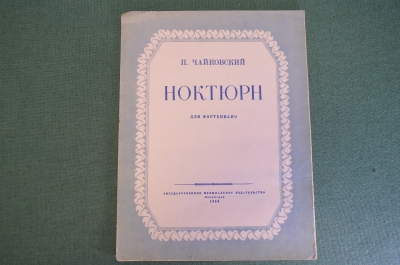 П. ЧАЙКОВСКИЙ
НОКТЮРН
ДЛЯ ФОРТЕПИАНО
ГОСУДАРСТВЕННОЕ МУЗЫКАЛЬНОЕ ИЗДАТЕЛЬСТВО